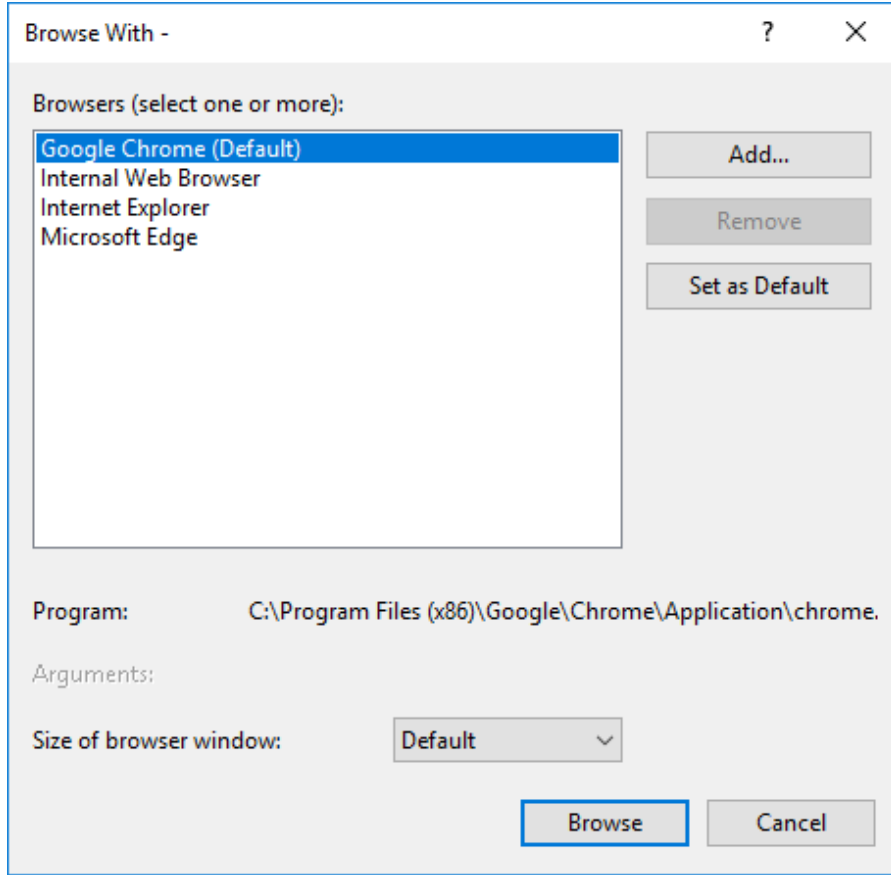 Browse With -
?
Browsers (select one or more):
Google Chrome (Default)
Internal Web Browser
Internet Explorer
Microsoft Edge
Add...
Remove
Set as Default
Program: C:\Program Files (x86)\Google\Chrome\Application\chrome.
Arguments:
Size of browser window: Default
Browse Cancel